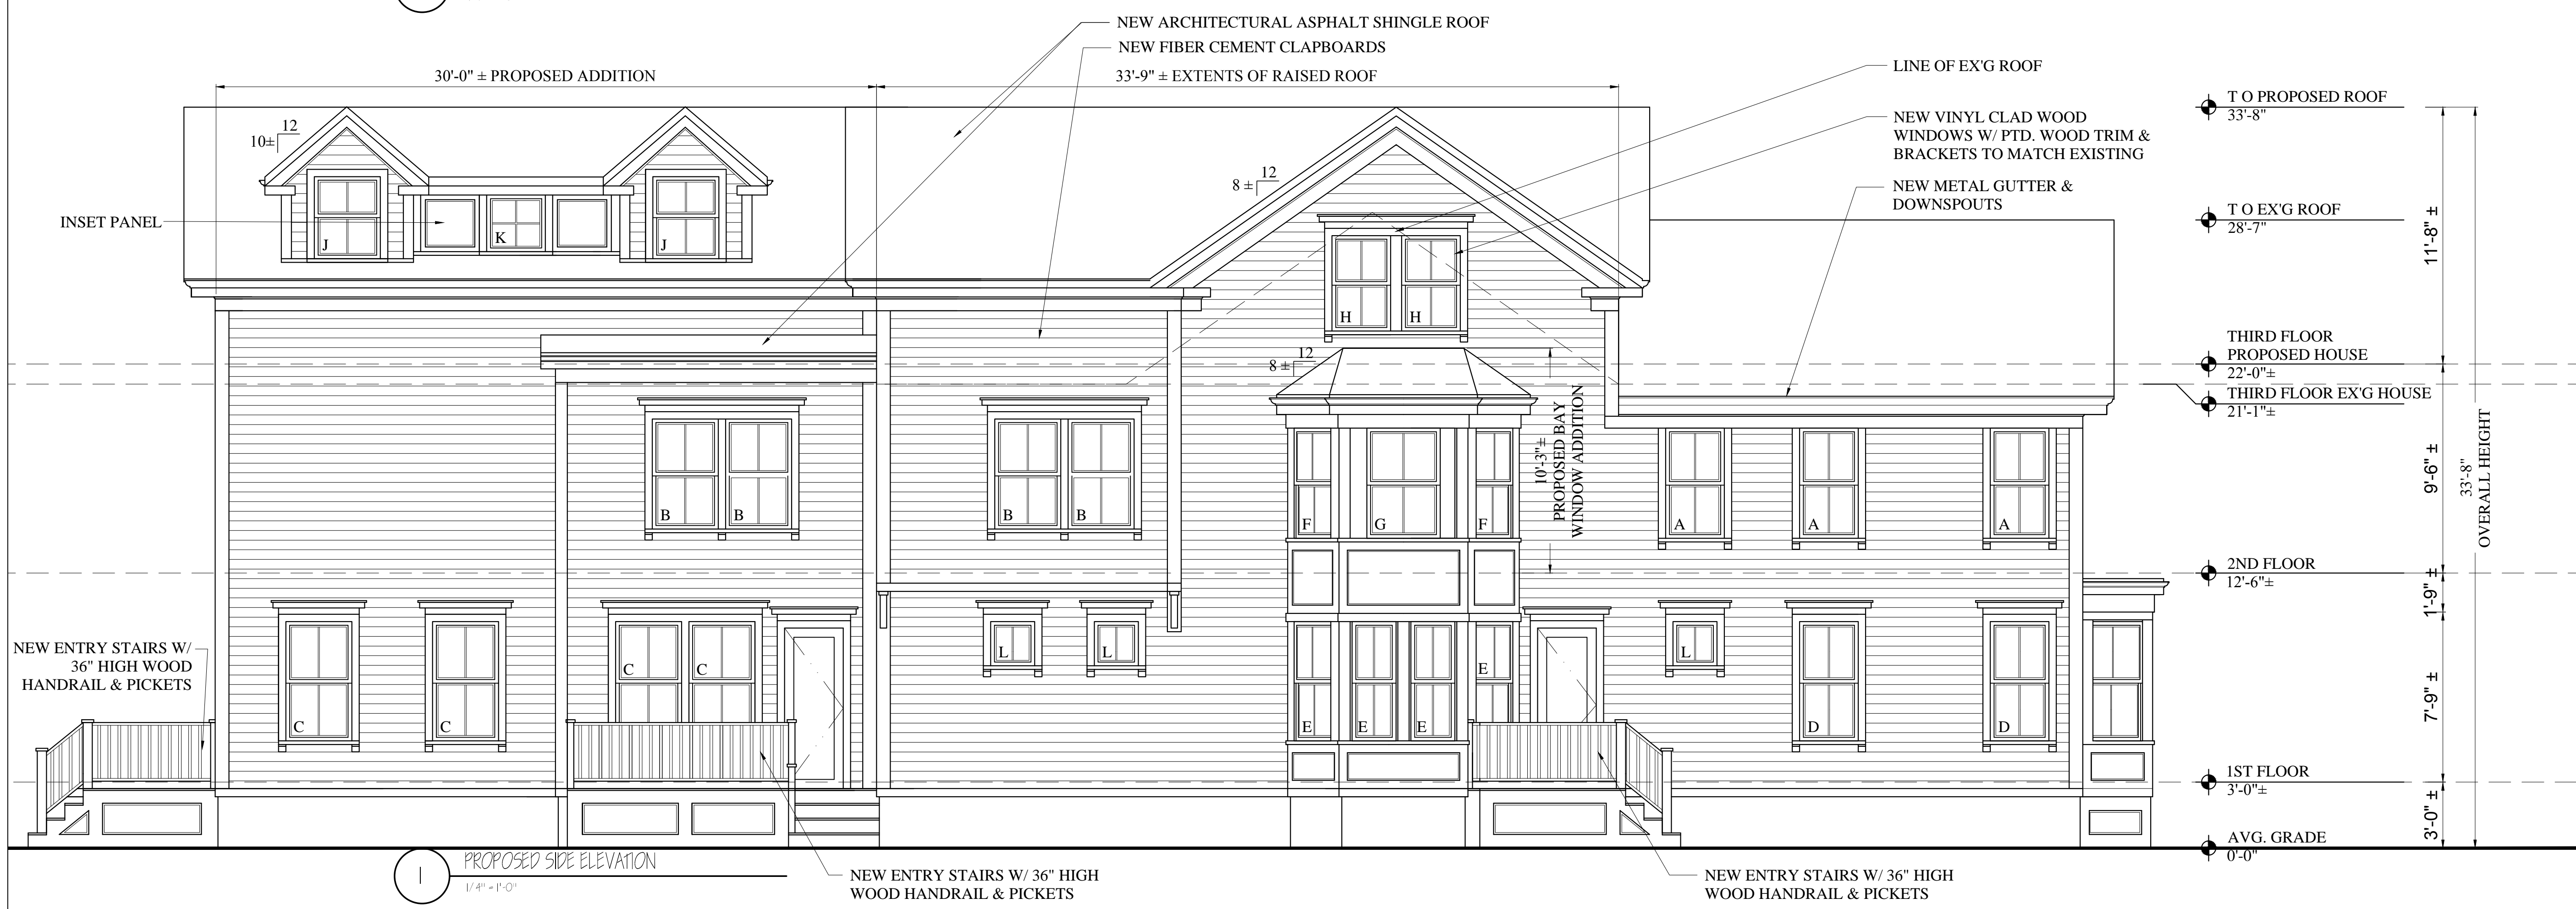 NEW ARCHITECTURAL ASPHALT SHINGLE ROOF
NEW FIBER CEMENT CLAPBOARDS
30'-0" ± PROPOSED ADDITION
33'-9" ± EXTENTS OF RAISED ROOF
LINE OF EX'G ROOF
T O PROPOSED ROOF
33'-8"
NEW VINYL CLAD WOOD
WINDOWS W/ PTD. WOOD TRIM &
BRACKETS TO MATCH EXISTING
12
10±
12
8 ±
NEW METAL GUTTER &
DOWNSPOUTS
T O EX'G ROOF
28'-7"
INSET PANEL
J
K
J
11'-8" ±
H
H
THIRD FLOOR
PROPOSED HOUSE
22'-0"±
12
8 ±
THIRD FLOOR EX'G HOUSE
21'-1"±
10'-3"±
PROPOSED BAY
WINDOW ADDITION
9'-6" ±
33'-8"
OVERALL HEIGHT
B
B
B
B
F
G
F
A
A
A
2ND FLOOR
12'-6"±
1'-9" ±
NEW ENTRY STAIRS W/
36" HIGH WOOD
HANDRAIL & PICKETS
C
C
L
L
E
L
7'-9" ±
C
C
E
E
E
D
D
1ST FLOOR
3'-0"±
3'-0" ±
AVG. GRADE
0'-0"
1
PROPOSED SIDE ELEVATION
1/4" = 1'-0"
NEW ENTRY STAIRS W/ 36" HIGH
WOOD HANDRAIL & PICKETS
NEW ENTRY STAIRS W/ 36" HIGH
WOOD HANDRAIL & PICKETS